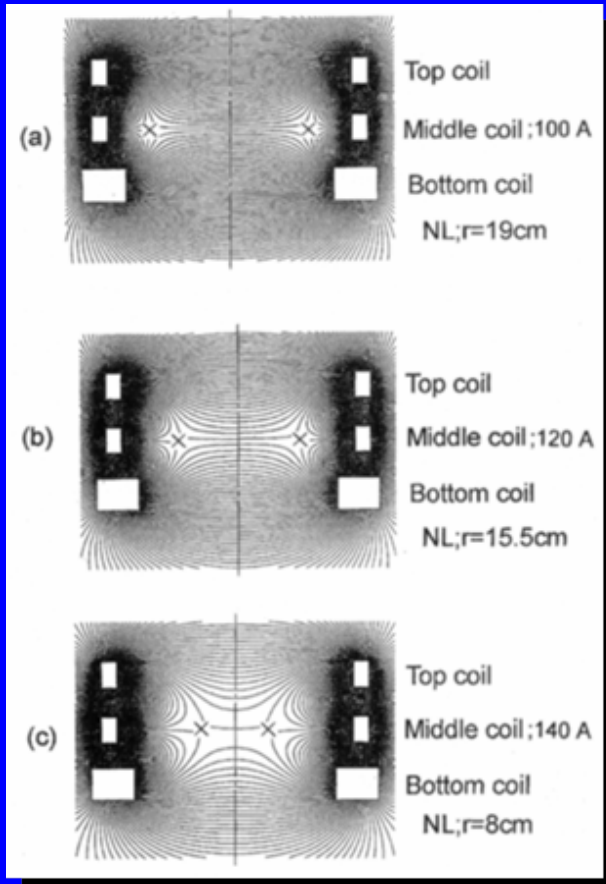 (a)
Top coil
Middle coil ;100 A
Bottom coil
NL;r=19cm
(b)
Top coil
Middle coil ;120 A
Bottom coil
NL;r=15.5cm
(c)
Top coil
Middle coil ;140 A
Bottom coil
NL;r=8cm